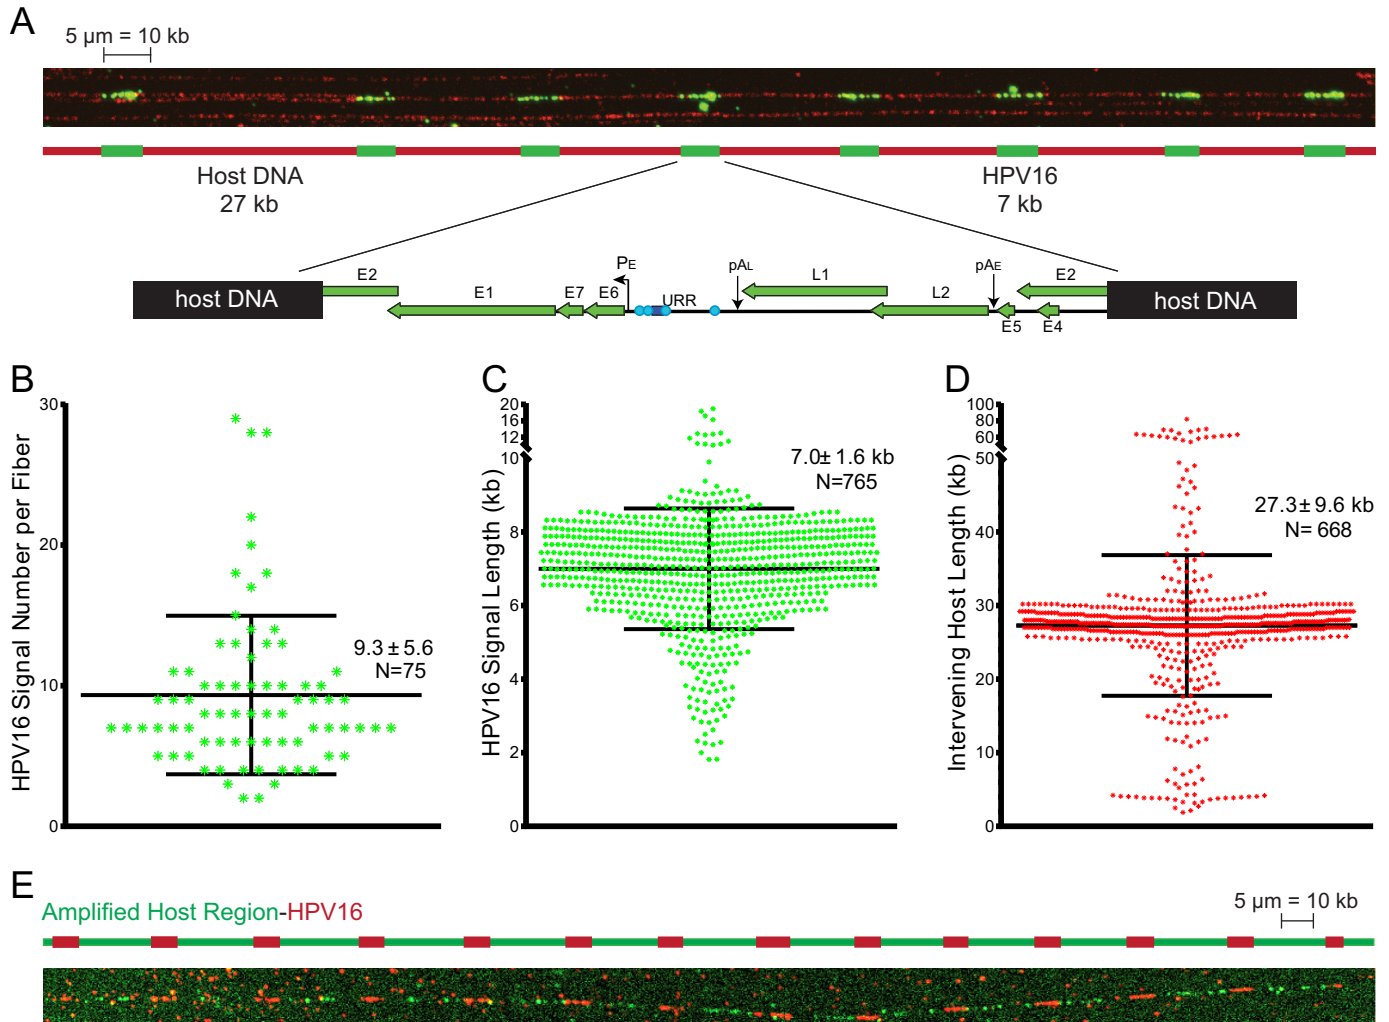 A
5 µm = 10 kb
Host DNA
27 kb
HPV16
7 kb
host DNA
E2
E1
E7
E6
PE
URR
pAL
L1
L2
pAE
E5
E4
E2
host DNA
B
HPV16 Signal Number per Fiber
30
20
10
0
9.3 ± 5.6
N=75
C
HPV16 Signal Length (kb)
20
16
12
10
8
6
4
2
0
7.0± 1.6 kb
N=765
D
Intervening Host Length (kb)
100
80
60
50
40
30
20
10
0
27.3± 9.6 kb
N= 668
E
Amplified Host Region-HPV16
5 µm = 10 kb